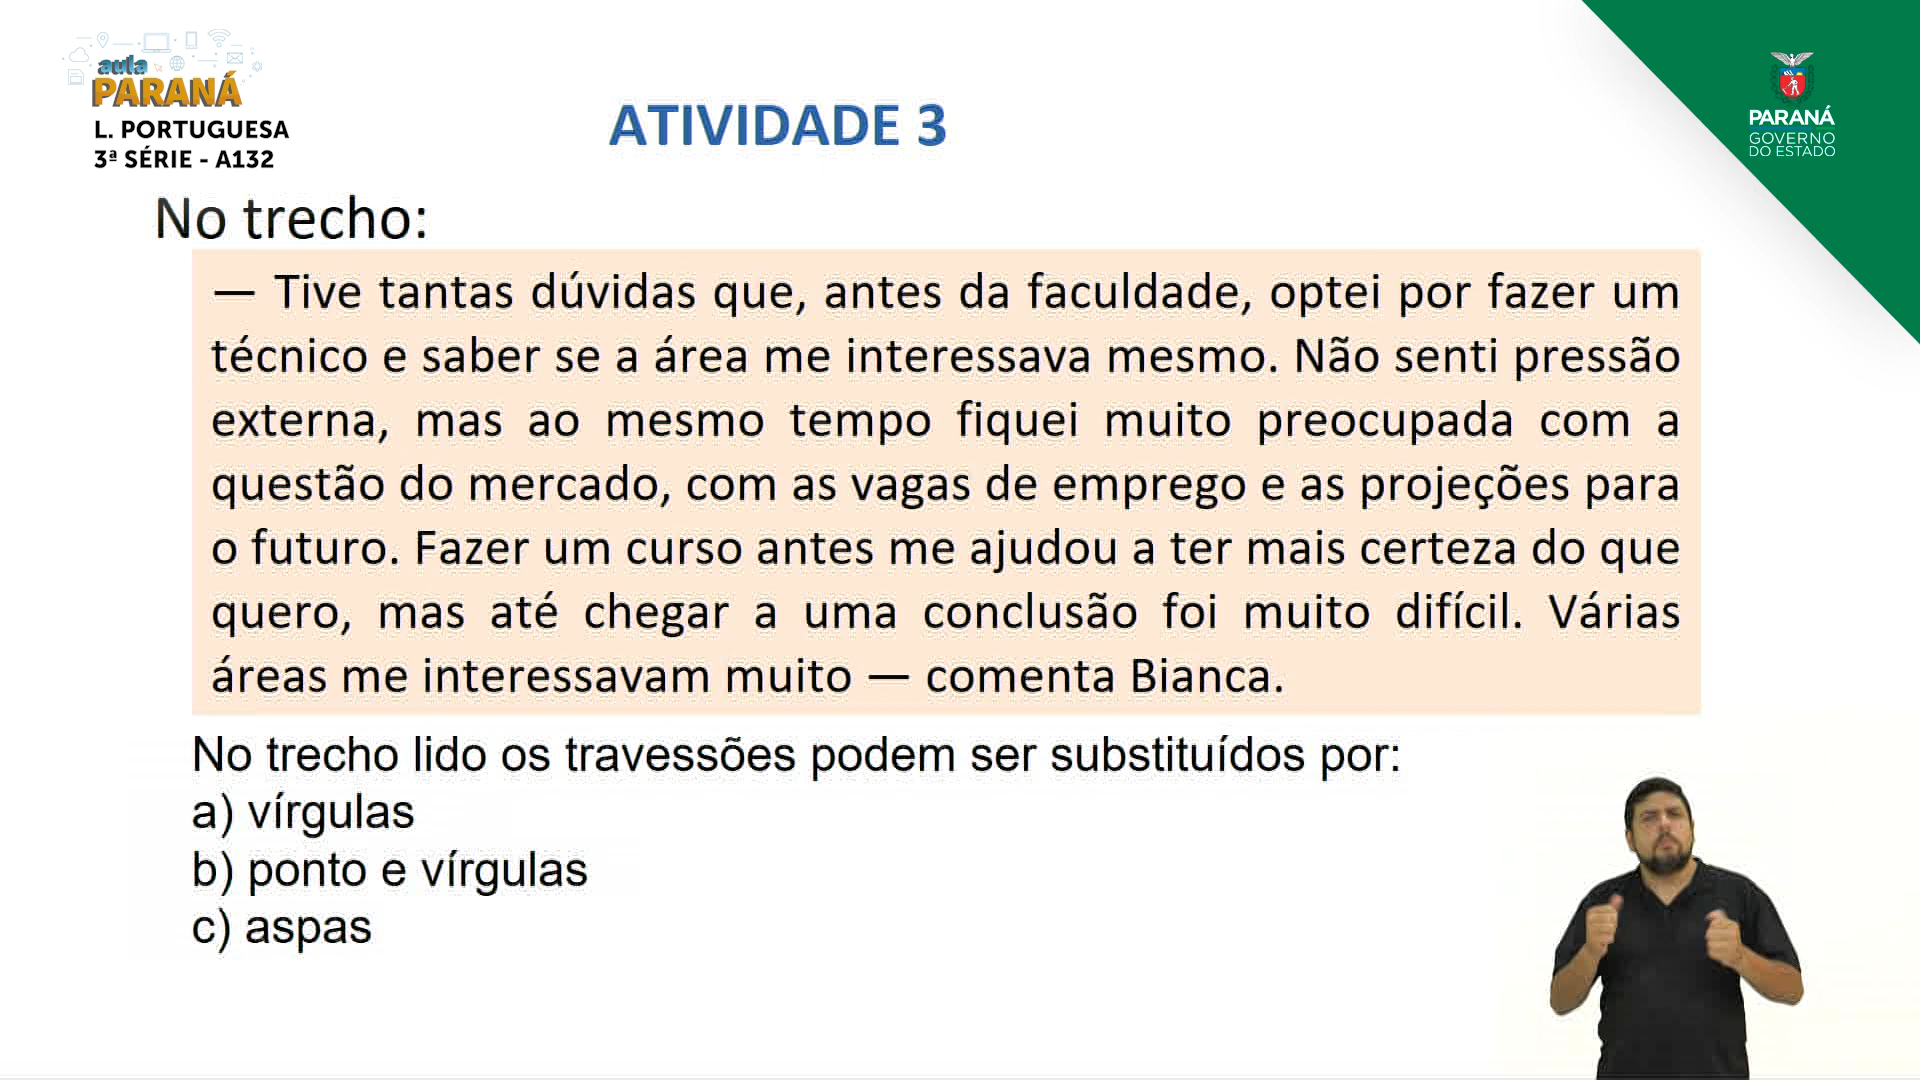 aula
PARANÁ
L. PORTUGUESA
3ª SÉRIE - A132
ATIVIDADE 3
PARANÁ
GOVERNO
DO ESTADO
No trecho:
— Tive tantas dúvidas que, antes da faculdade, optei por fazer um
técnico e saber se a área me interessava mesmo. Não senti pressão
externa, mas ao mesmo tempo fiquei muito preocupada com a
questão do mercado, com as vagas de emprego e as projeções para
o futuro. Fazer um curso antes me ajudou a ter mais certeza do que
quero, mas até chegar a uma conclusão foi muito difícil. Várias
áreas me interessavam muito — comenta Bianca.
No trecho lido os travessões podem ser substituídos por:
a) vírgulas
b) ponto e vírgulas
c) aspas